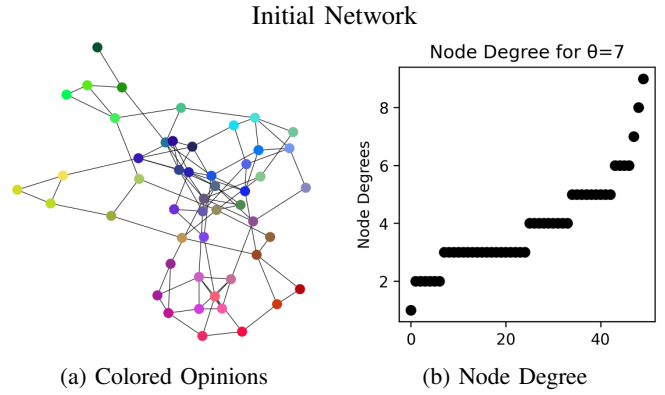 Initial Network
Node Degree for θ=7
Node Degrees
8
6
4
2
0
20
40
(a) Colored Opinions
(b) Node Degree